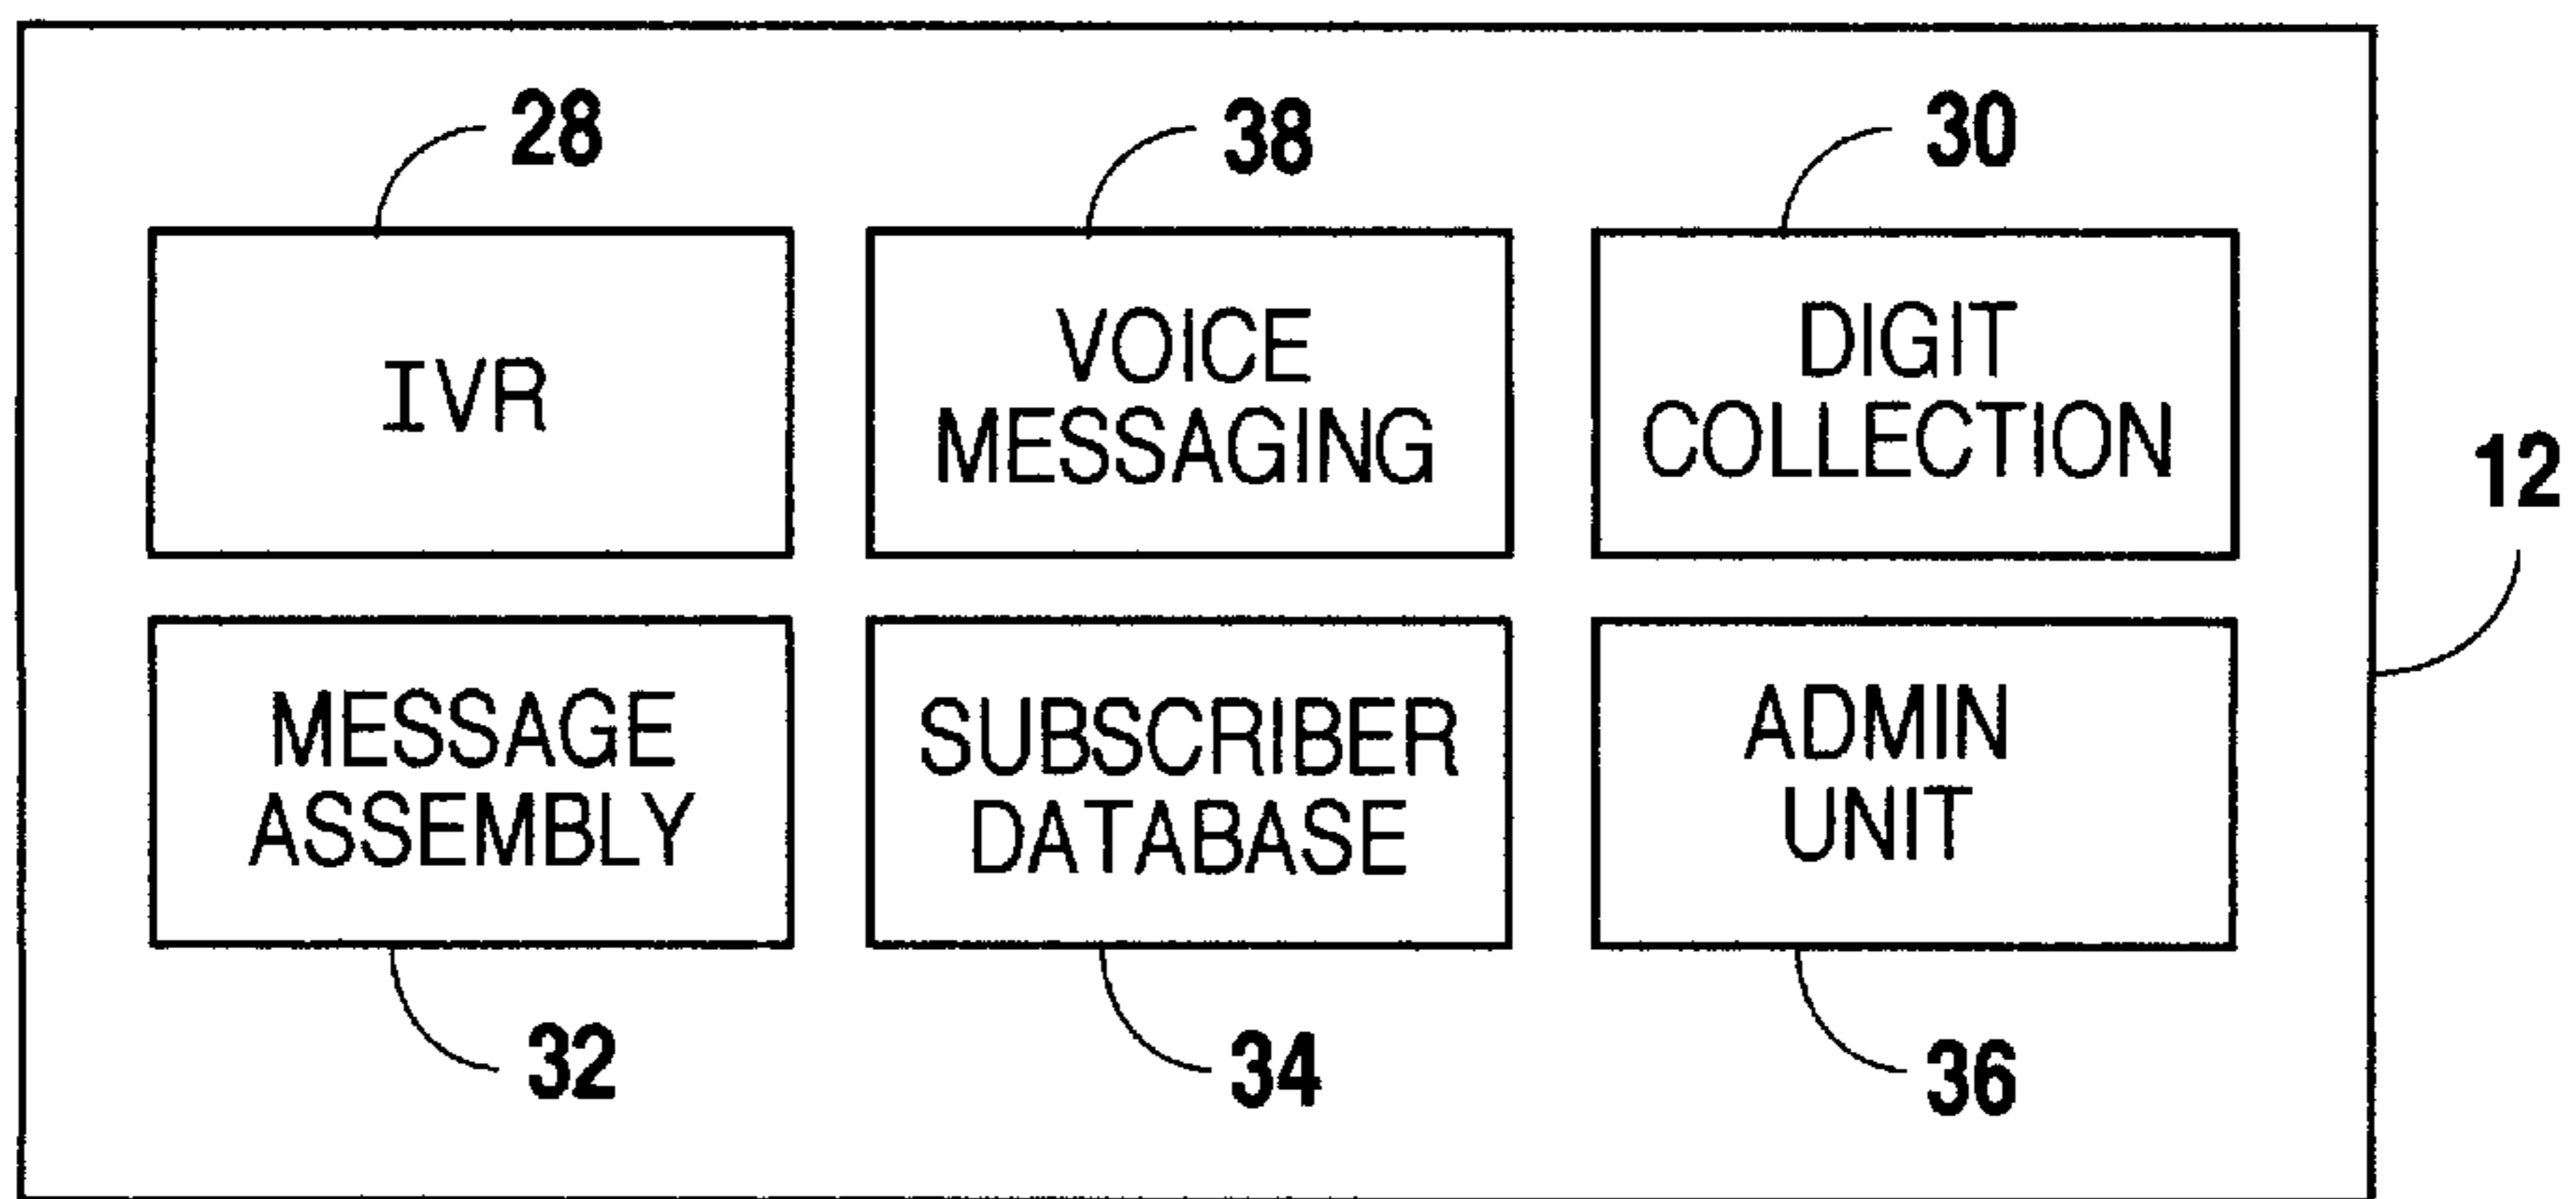 28
38
30
IVR
VOICE
MESSAGING
DIGIT
COLLECTION
12
MESSAGE
ASSEMBLY
SUBSCRIBER
DATABASE
ADMIN
UNIT
32
34
36